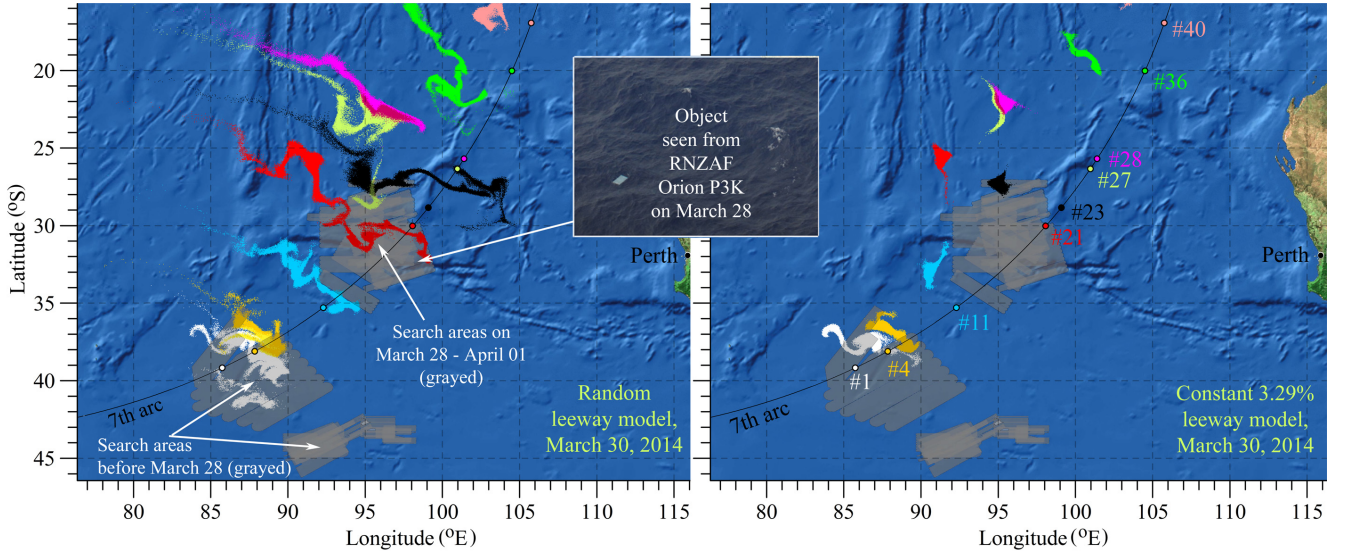 20
25
30
35
40
45
Latitude (ºS)
80
85
90
95
100
105
110
115
Longitude (ºE)
7th arc
Search areas
before March 28 (grayed)
Search areas on
March 28 - April 01
(grayed)
Object
seen from
RNZAF
Orion P3K
on March 28
Perth
Random
leeway model,
March 30, 2014
#40
#36
#28
#27
#23
#21
#11
#4
#1
7th arc
Perth
Constant 3.29%
leeway model,
March 30, 2014
80
85
90
95
100
105
110
115
Longitude (ºE)